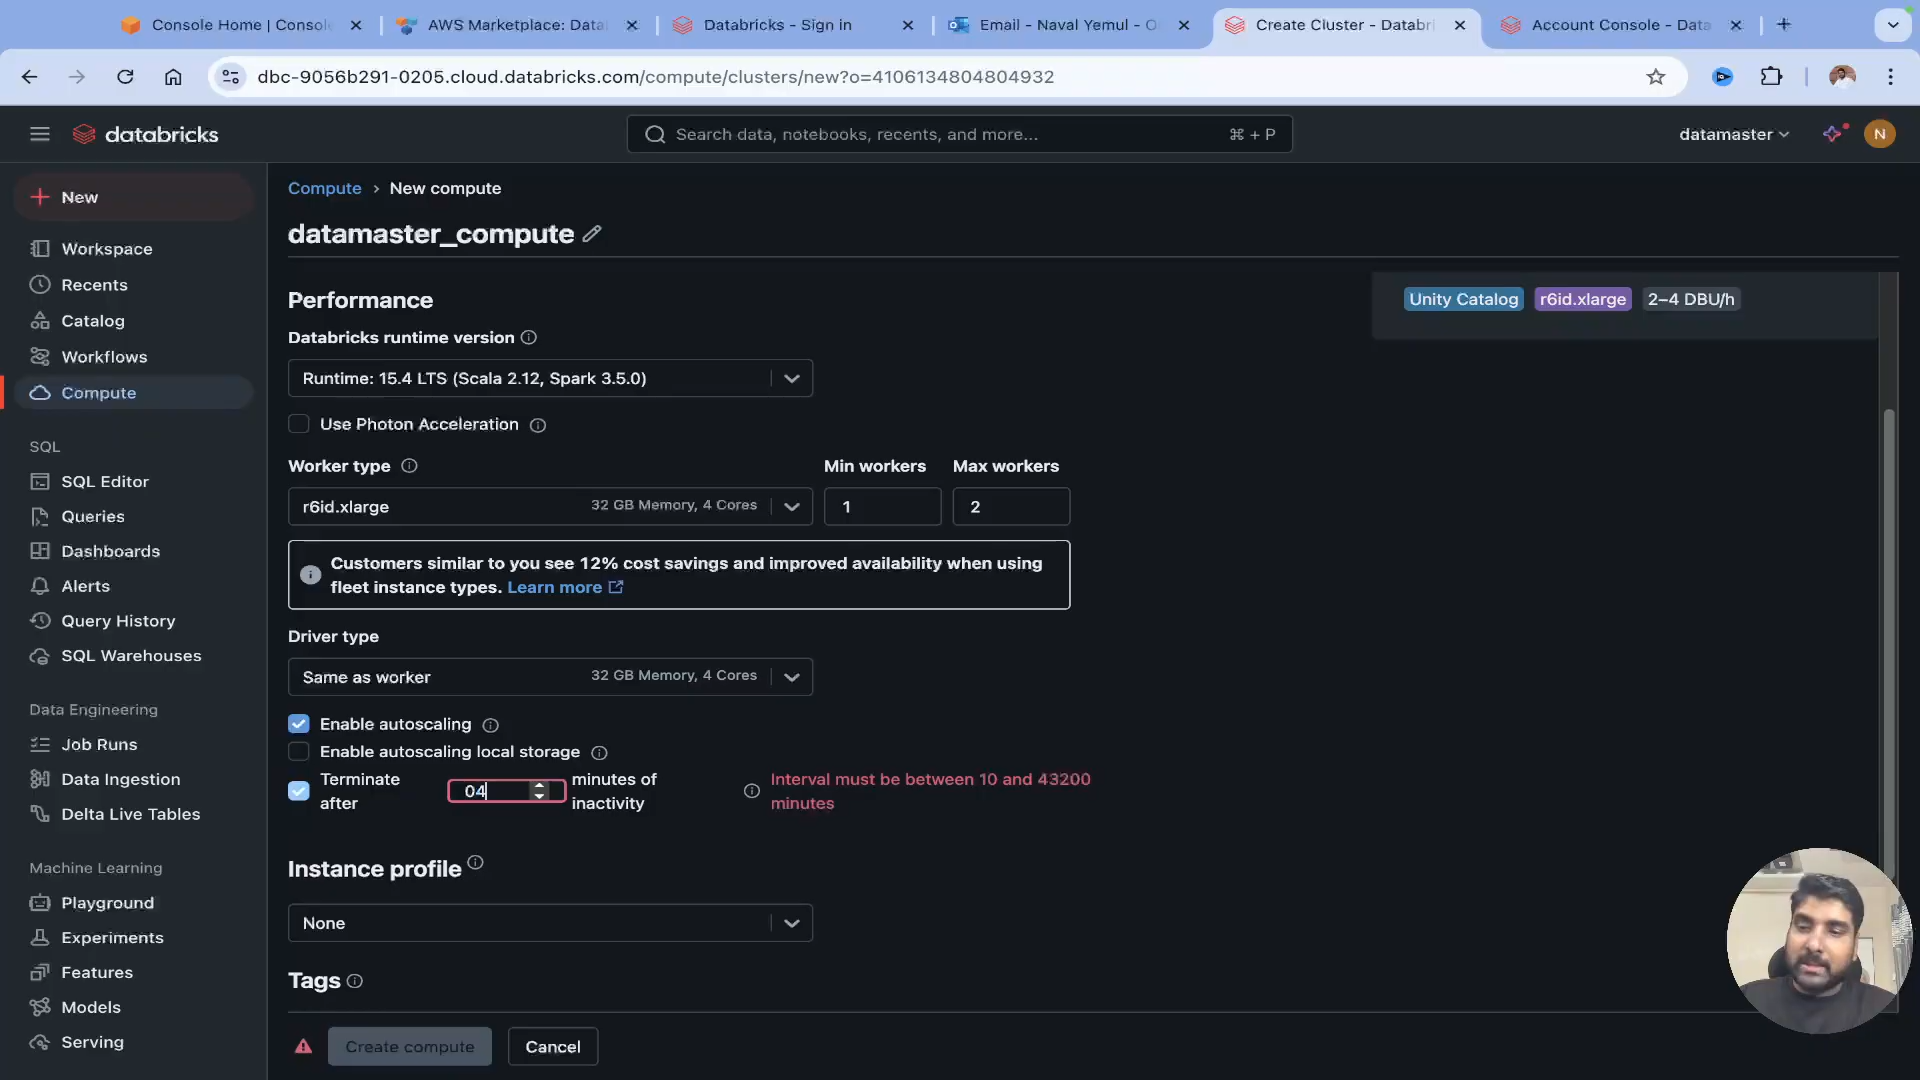 Console Home | Consol
AWS Marketplace: Data
Databricks - Sign in
Email - Naval Yemul - O
Create Cluster - Databri
Account Console - Data
dbc-9056b291-0205.cloud.databricks.com/compute/clusters/new?o=4106134804804932
databricks
Search data, notebooks, recents, and more...
⌘ + P
datamaster
N
New
Workspace
Recents
Catalog
Workflows
Compute
SQL
SQL Editor
Queries
Dashboards
Alerts
Query History
SQL Warehouses
Data Engineering
Job Runs
Data Ingestion
Delta Live Tables
Machine Learning
Playground
Experiments
Features
Models
Serving
Compute › New compute
datamaster_compute
Performance
Unity Catalog r6id.xlarge 2–4 DBU/h
Databricks runtime version
Runtime: 15.4 LTS (Scala 2.12, Spark 3.5.0)
Use Photon Acceleration
Worker type
Min workers
Max workers
r6id.xlarge 32 GB Memory, 4 Cores
1
2
Customers similar to you see 12% cost savings and improved availability when using
fleet instance types. Learn more
Driver type
Same as worker 32 GB Memory, 4 Cores
Enable autoscaling
Enable autoscaling local storage
Terminate
after
04
minutes of
inactivity
Interval must be between 10 and 43200
minutes
Instance profile
None
Tags
Create compute
Cancel